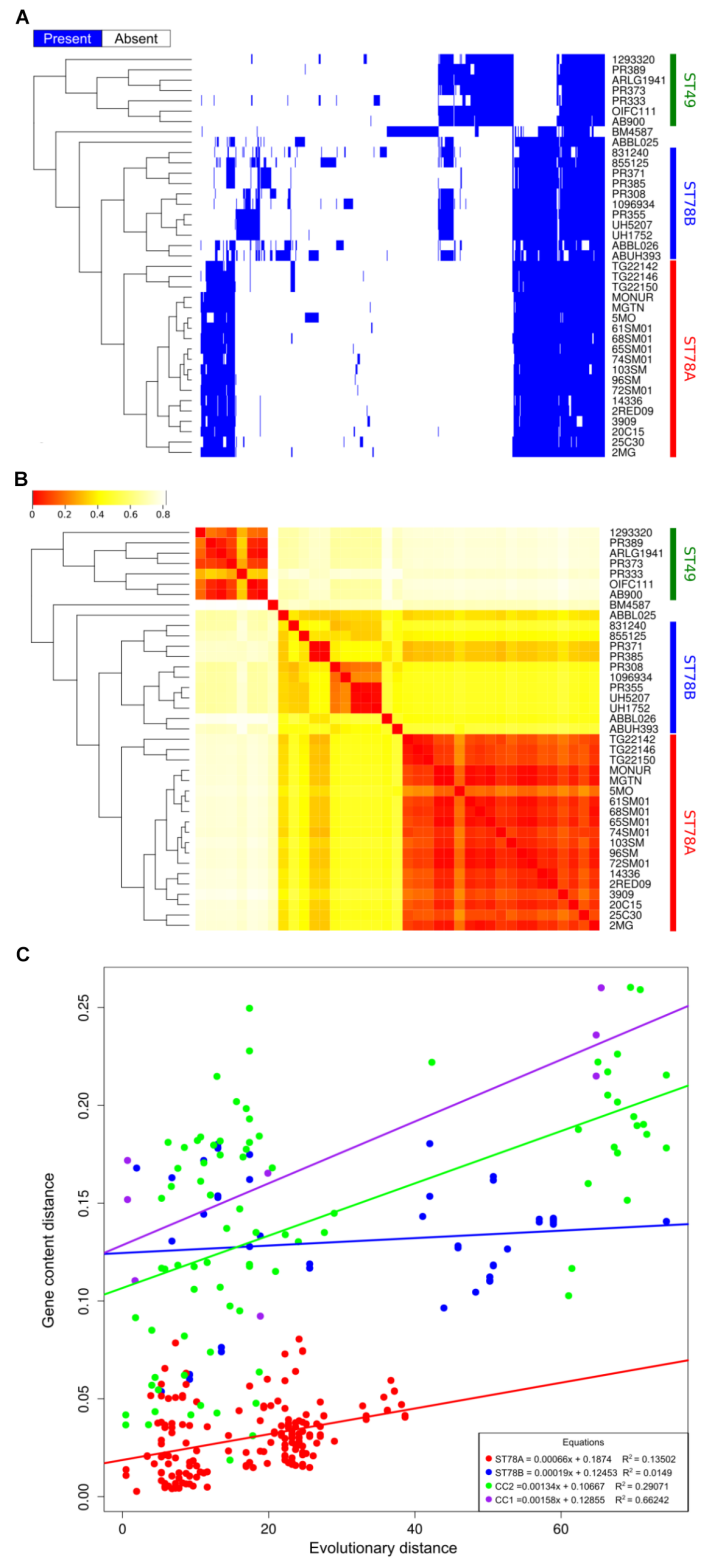 A
Present Absent
1293320
PR389
ARLG1941
PR373
PR333
OIFC111
AB900
BM4587
ABBL025
831240
855125
PR371
PR385
PR308
1096934
PR355
UH5207
UH1752
ABBL026
ABUH393
TG22142
TG22146
TG22150
MONUR
MGTN
5MO
61SM01
68SM01
65SM01
74SM01
103SM
96SM
72SM01
14336
2RED09
3909
20C15
25C30
2MG
ST49
ST78B
ST78A
B
0 0.2 0.4 0.6 0.8
1293320
PR389
ARLG1941
PR373
PR333
OIFC111
AB900
BM4587
ABBL025
831240
855125
PR371
PR385
PR308
1096934
PR355
UH5207
UH1752
ABBL026
ABUH393
TG22142
TG22146
TG22150
MONUR
MGTN
5MO
61SM01
68SM01
65SM01
74SM01
103SM
96SM
72SM01
14336
2RED09
3909
20C15
25C30
2MG
ST49
ST78B
ST78A
C
Gene content distance
0.25
0.20
0.15
0.10
0.05
0.00
Equations
ST78A = 0.00066x + 0.1874 R² = 0.13502
ST78B = 0.00019x + 0.12453 R² = 0.0149
CC2 =0.00134x + 0.10667 R² = 0.29071
CC1 =0.00158x + 0.12855 R² = 0.66242
0 20 40 60
Evolutionary distance